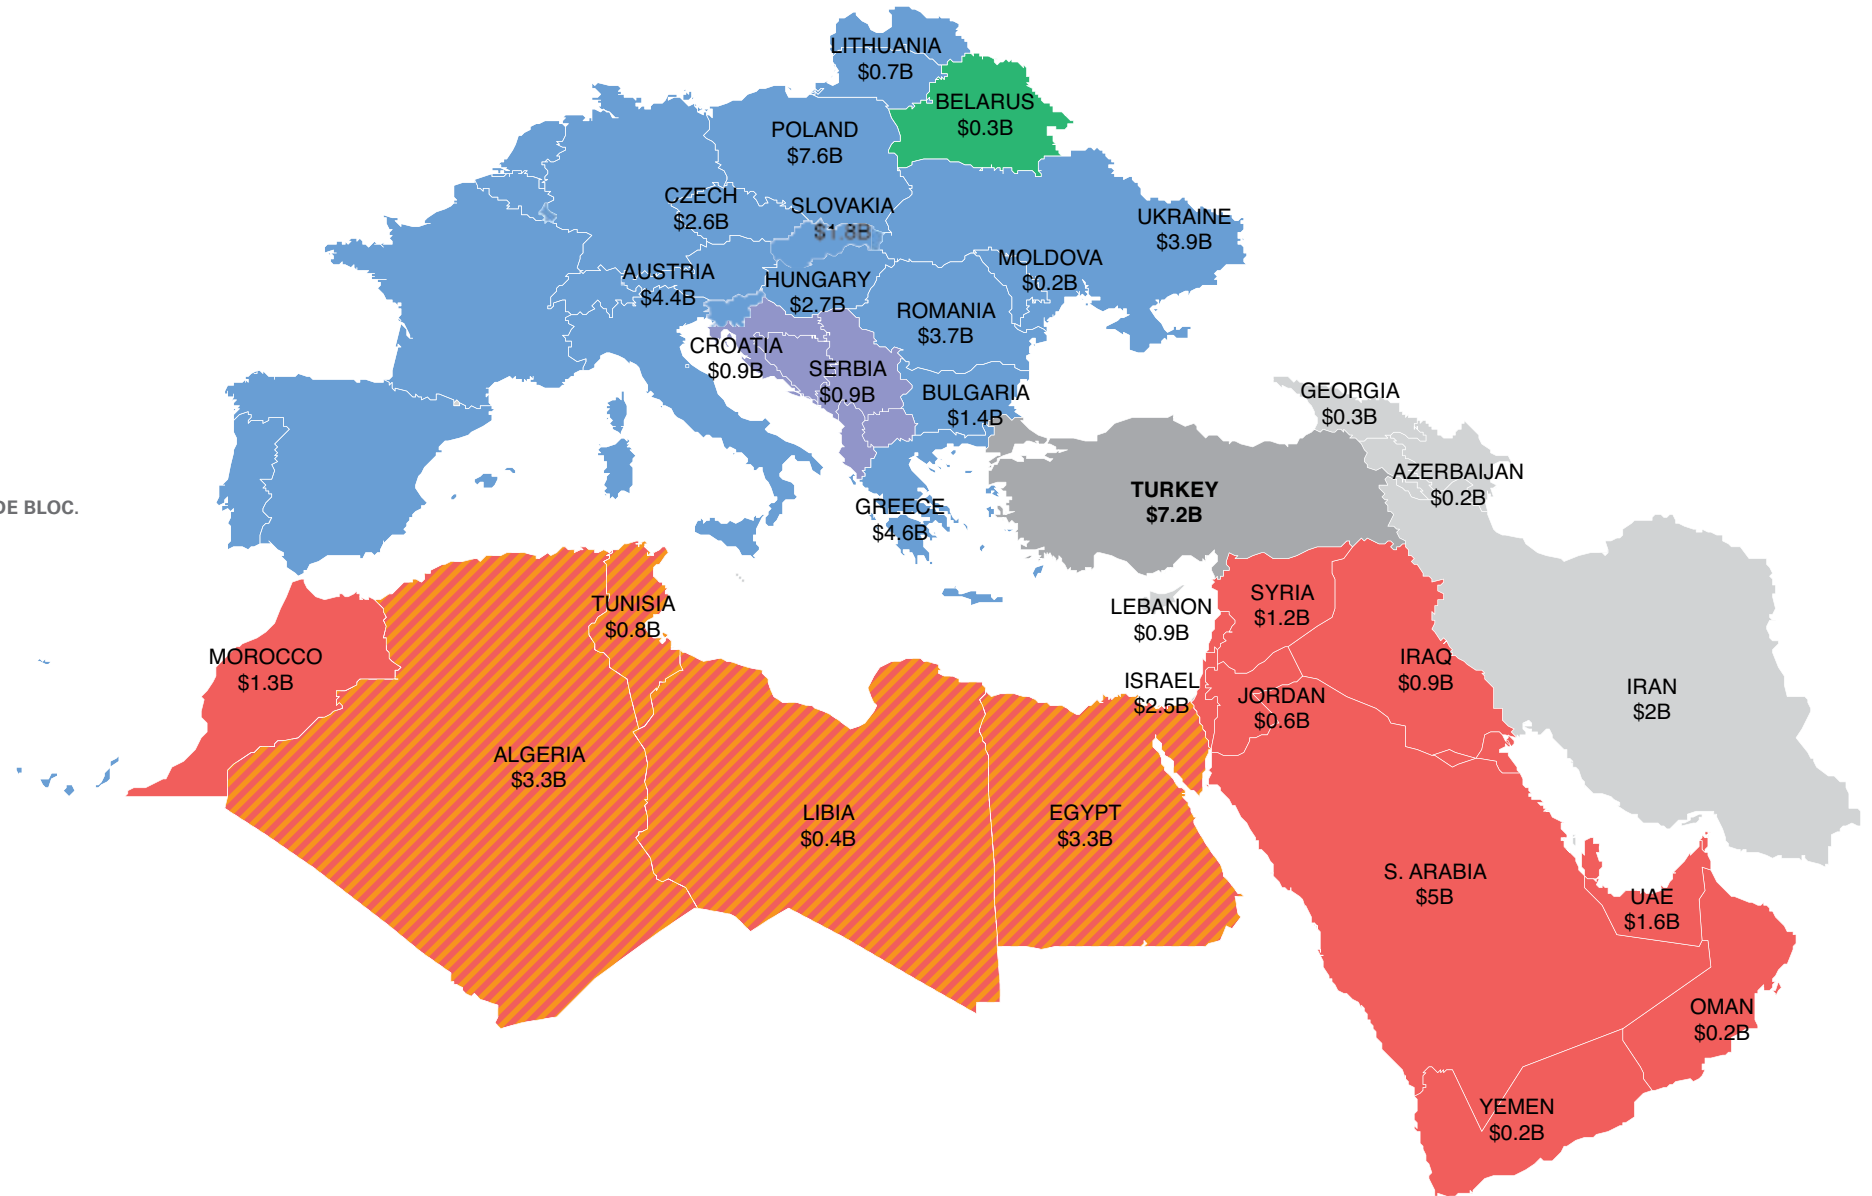 LITHUANIA
$0.7B
BELARUS
$0.3B
POLAND
$7.6B
CZECH
$2.6B
SLOVAKIA
$1.8B
UKRAINE
$3.9B
AUSTRIA
$4.4B
HUNGARY
$2.7B
MOLDOVA
$0.2B
ROMANIA
$3.7B
CROATIA
$0.9B
SERBIA
$0.9B
BULGARIA
$1.4B
GEORGIA
$0.3B
AZERBAIJAN
$0.2B
TURKEY
$7.2B
GREECE
$4.6B
DE BLOC.
TUNISIA
$0.8B
LEBANON
$0.9B
SYRIA
$1.2B
MOROCCO
$1.3B
ISRAEL
$2.5B
JORDAN
$0.6B
IRAQ
$0.9B
IRAN
$2B
ALGERIA
$3.3B
LIBIA
$0.4B
EGYPT
$3.3B
S. ARABIA
$5B
UAE
$1.6B
OMAN
$0.2B
YEMEN
$0.2B